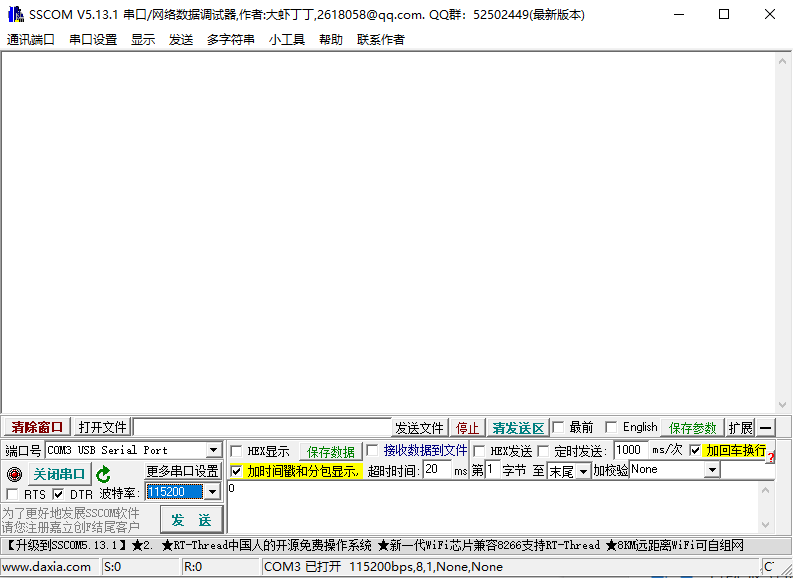 SSCOM V5.13.1 串口/网络数据调试器,作者:大虾丁丁,2618058@qq.com. QQ群: 52502449(最新版本)
通讯端口 串口设置 显示 发送 多字符串 小工具 帮助 联系作者
清除窗口 打开文件 发送文件 停止 清发送区 最前 English 保存参数 扩展 —
端口号 COM3 USB Serial Port HEX显示 保存数据 接收数据到文件 HEX发送 定时发送: 1000 ms/次 加回车换行
关闭串口 更多串口设置 加时间戳和分包显示, 超时时间: 20 ms 第 1 字节 至 末尾 加校验 None
RTS DTR 波特率: 115200 0
为了更好地发展SSCOM软件
请您注册嘉立创F结尾客户
发 送
【升级到SSCOM5.13.1】★2. ★RT-Thread中国人的开源免费操作系统 ★新一代WiFi芯片兼容8266支持RT-Thread ★8KM远距离WiFi可自组网
www.daxia.com S:0 R:0 COM3 已打开 115200bps,8,1,None,None